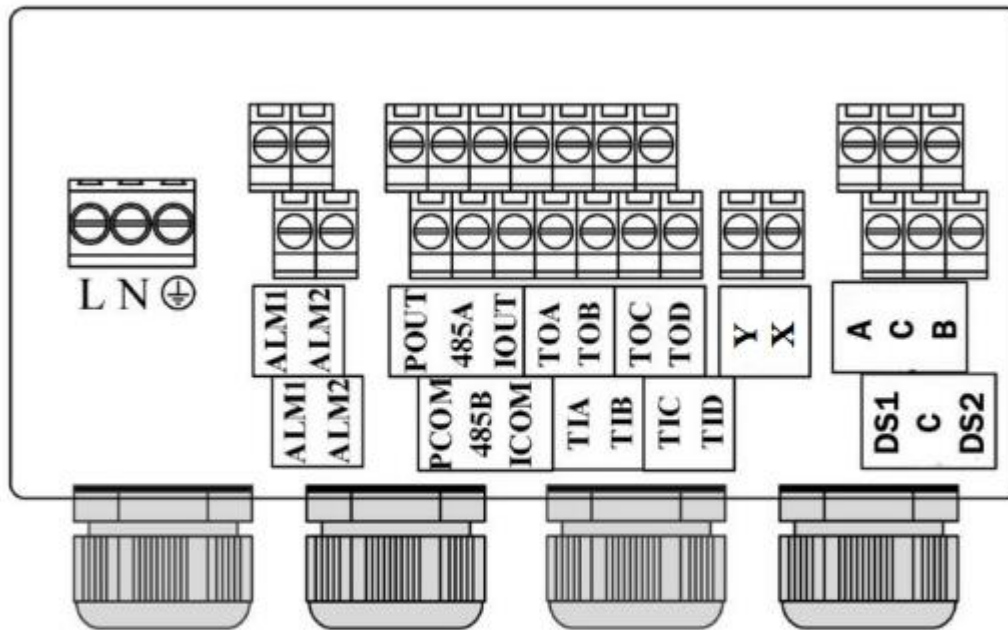 L N ⏚
ALM1 ALM2
POUT 485A IOUT TOA TOB TOC TOD
Y X
A C B
ALM1 ALM2
PCOM 485B ICOM TIA TIB TIC TID
DS1 C DS2